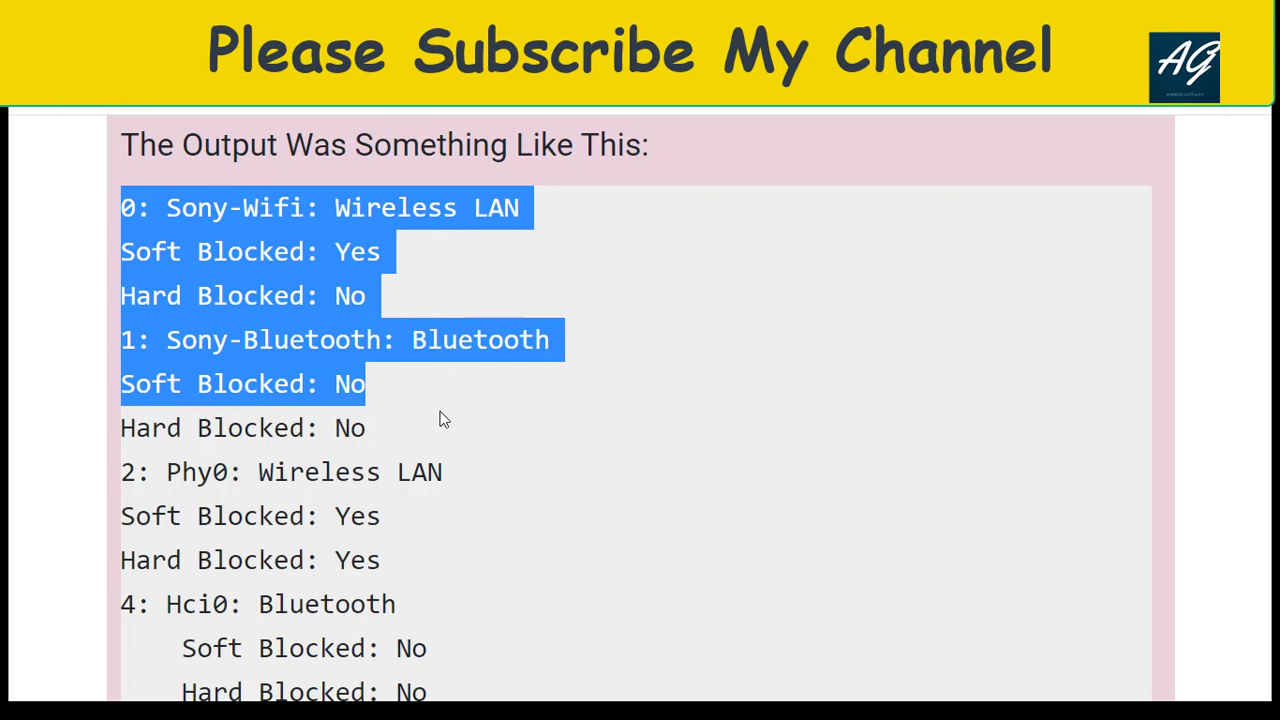 Please Subscribe My Channel
AG
The Output Was Something Like This:
0: Sony-Wifi: Wireless LAN
Soft Blocked: Yes
Hard Blocked: No
1: Sony-Bluetooth: Bluetooth
Soft Blocked: No
Hard Blocked: No
2: Phy0: Wireless LAN
Soft Blocked: Yes
Hard Blocked: Yes
4: Hci0: Bluetooth
Soft Blocked: No
Hard Blocked: No